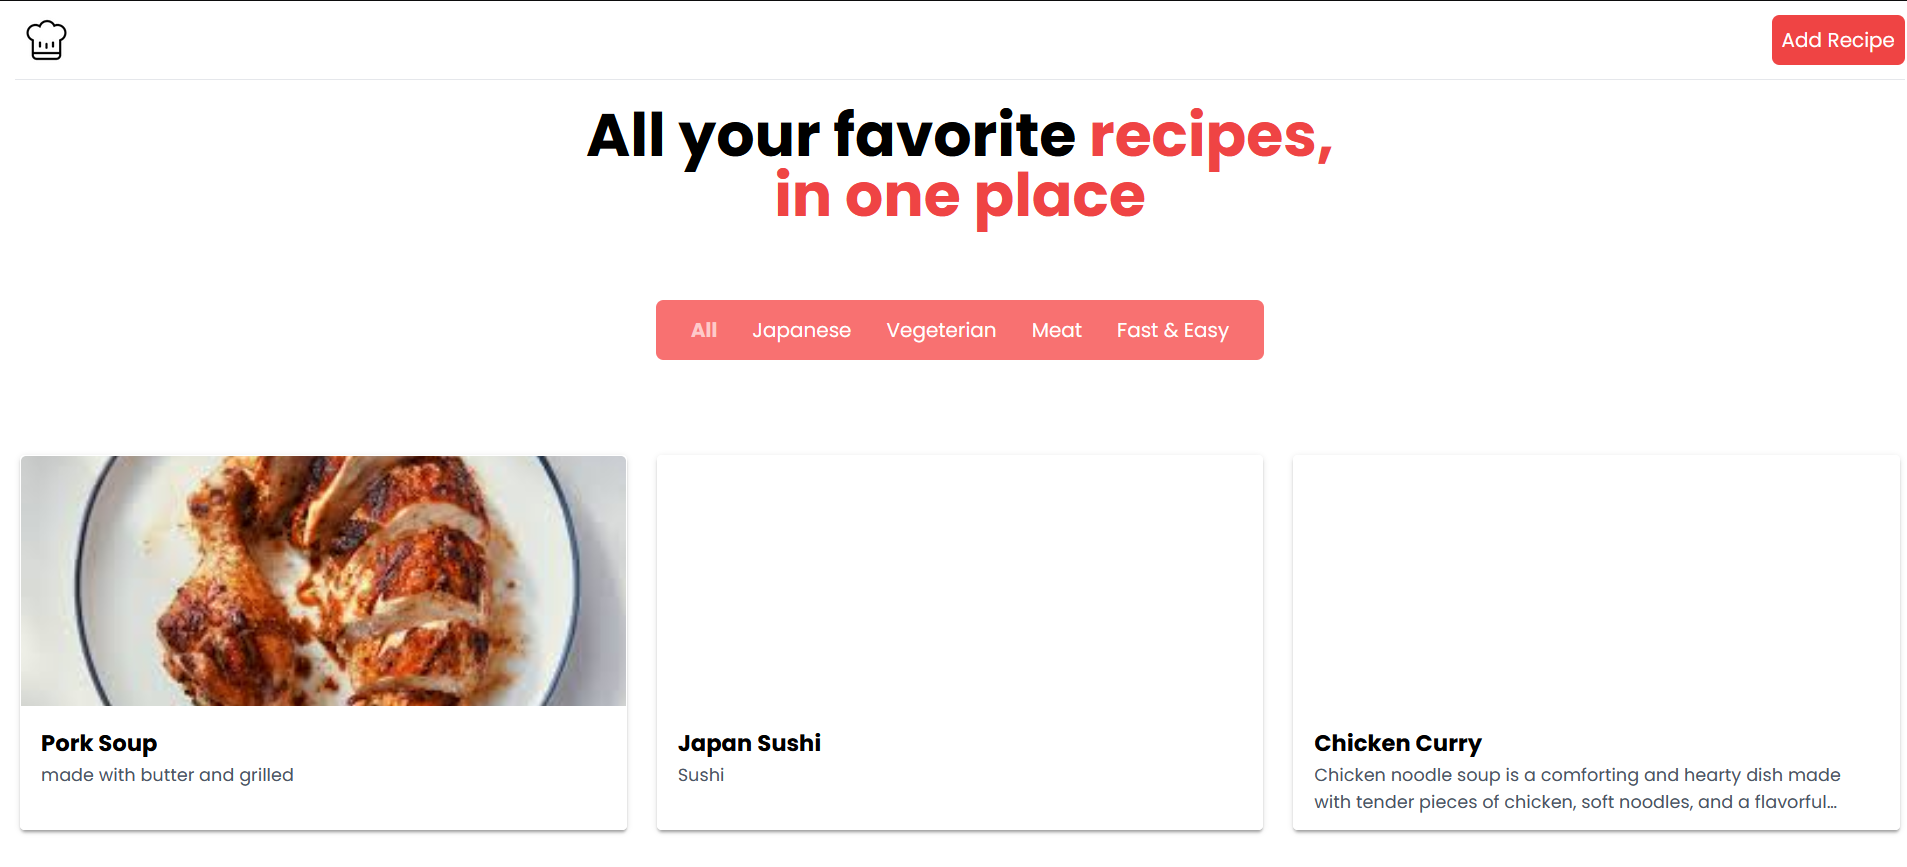 Add Recipe
All your favorite recipes,
in one place
All Japanese Vegeterian Meat Fast & Easy
Pork Soup
made with butter and grilled
Japan Sushi
Sushi
Chicken Curry
Chicken noodle soup is a comforting and hearty dish made
with tender pieces of chicken, soft noodles, and a flavorful...